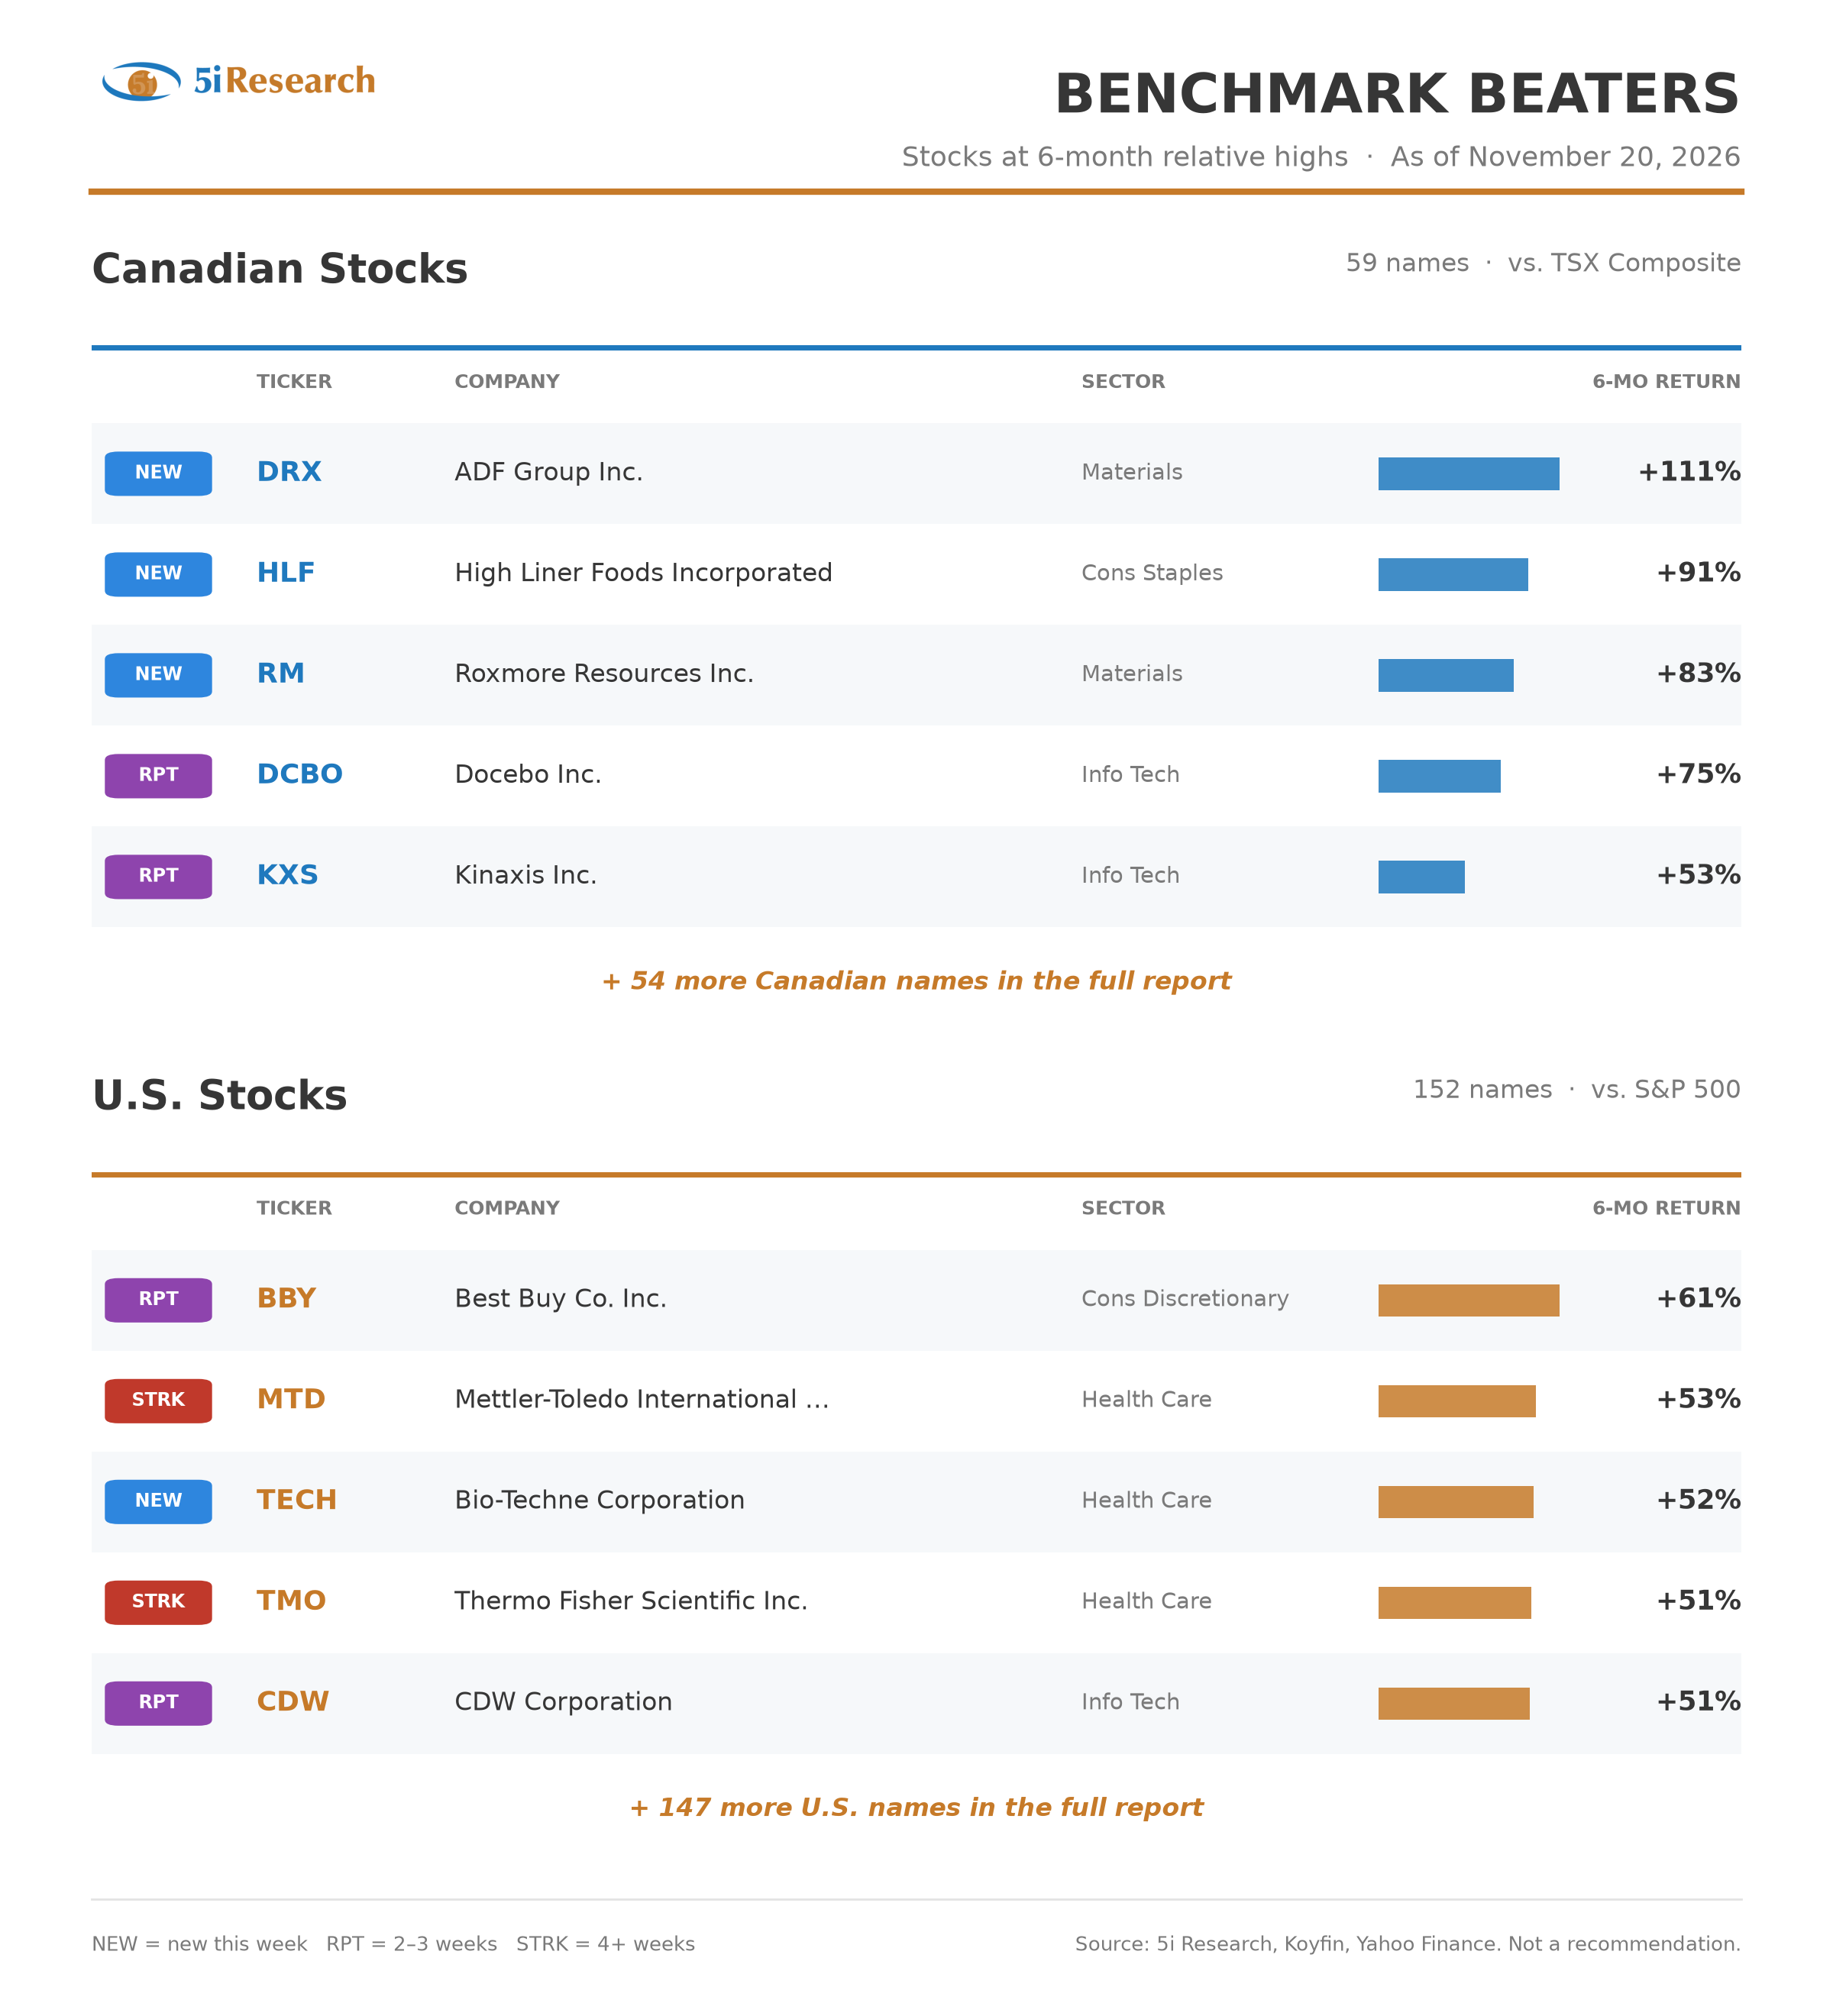 5i 5iResearch
BENCHMARK BEATERS
Stocks at 6-month relative highs · As of November 20, 2026
Canadian Stocks
59 names · vs. TSX Composite
TICKER COMPANY SECTOR 6-MO RETURN
NEW DRX ADF Group Inc. Materials +111%
NEW HLF High Liner Foods Incorporated Cons Staples +91%
NEW RM Roxmore Resources Inc. Materials +83%
RPT DCBO Docebo Inc. Info Tech +75%
RPT KXS Kinaxis Inc. Info Tech +53%
+ 54 more Canadian names in the full report
U.S. Stocks
152 names · vs. S&P 500
TICKER COMPANY SECTOR 6-MO RETURN
RPT BBY Best Buy Co. Inc. Cons Discretionary +61%
STRK MTD Mettler-Toledo International ... Health Care +53%
NEW TECH Bio-Techne Corporation Health Care +52%
STRK TMO Thermo Fisher Scientific Inc. Health Care +51%
RPT CDW CDW Corporation Info Tech +51%
+ 147 more U.S. names in the full report
NEW = new this week RPT = 2–3 weeks STRK = 4+ weeks
Source: 5i Research, Koyfin, Yahoo Finance. Not a recommendation.